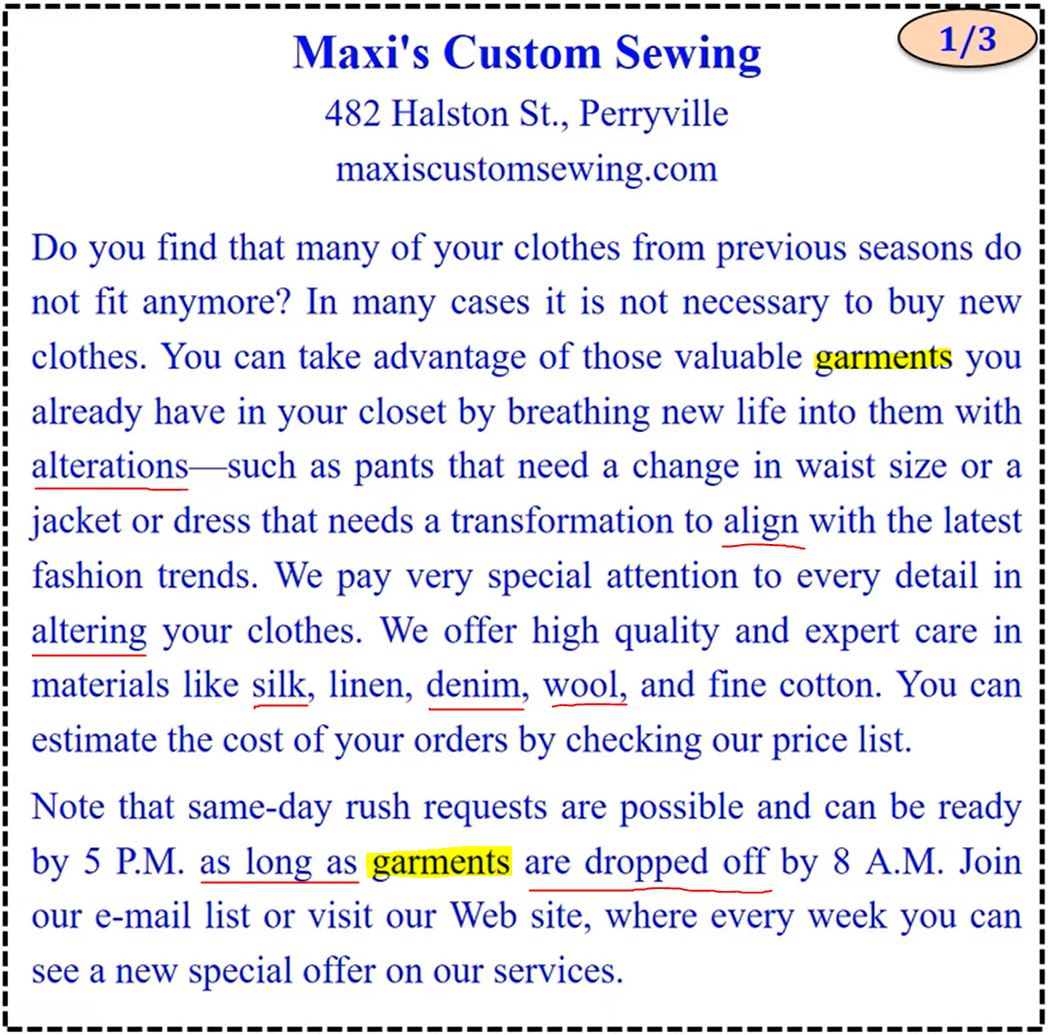 1/3
Maxi's Custom Sewing
482 Halston St., Perryville
maxiscustomsewing.com
Do you find that many of your clothes from previous seasons do
not fit anymore? In many cases it is not necessary to buy new
clothes. You can take advantage of those valuable garments you
already have in your closet by breathing new life into them with
alterations—such as pants that need a change in waist size or a
jacket or dress that needs a transformation to align with the latest
fashion trends. We pay very special attention to every detail in
altering your clothes. We offer high quality and expert care in
materials like silk, linen, denim, wool, and fine cotton. You can
estimate the cost of your orders by checking our price list.
Note that same-day rush requests are possible and can be ready
by 5 P.M. as long as garments are dropped off by 8 A.M. Join
our e-mail list or visit our Web site, where every week you can
see a new special offer on our services.